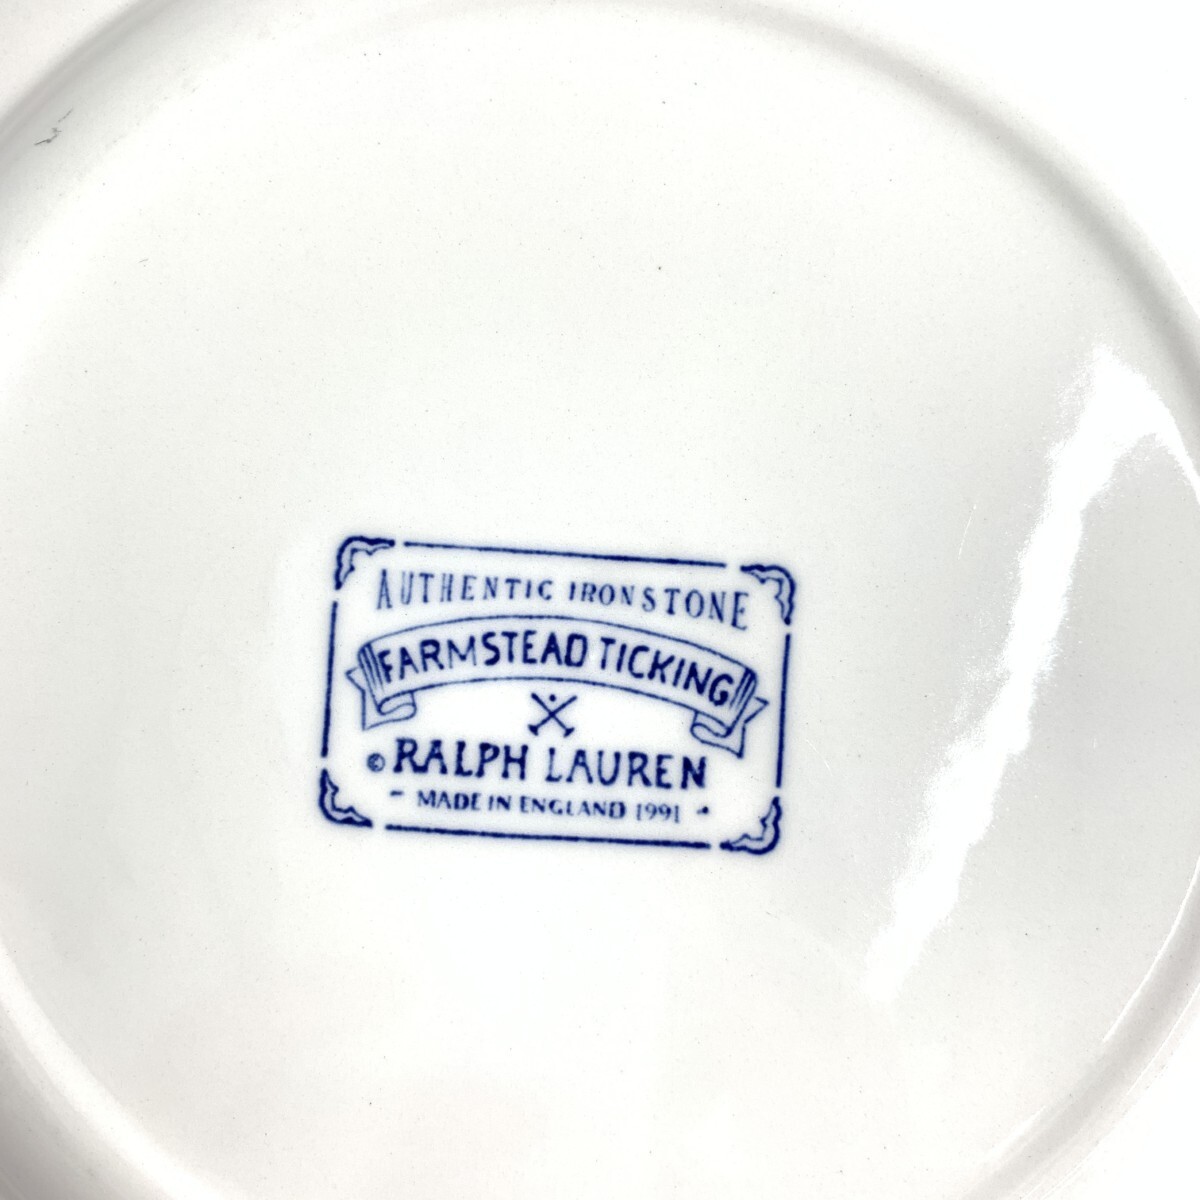 AUTHENTIC IRONSTONE
FARMSTEAD TICKING
© RALPH LAUREN
- MADE IN ENGLAND 1991 -